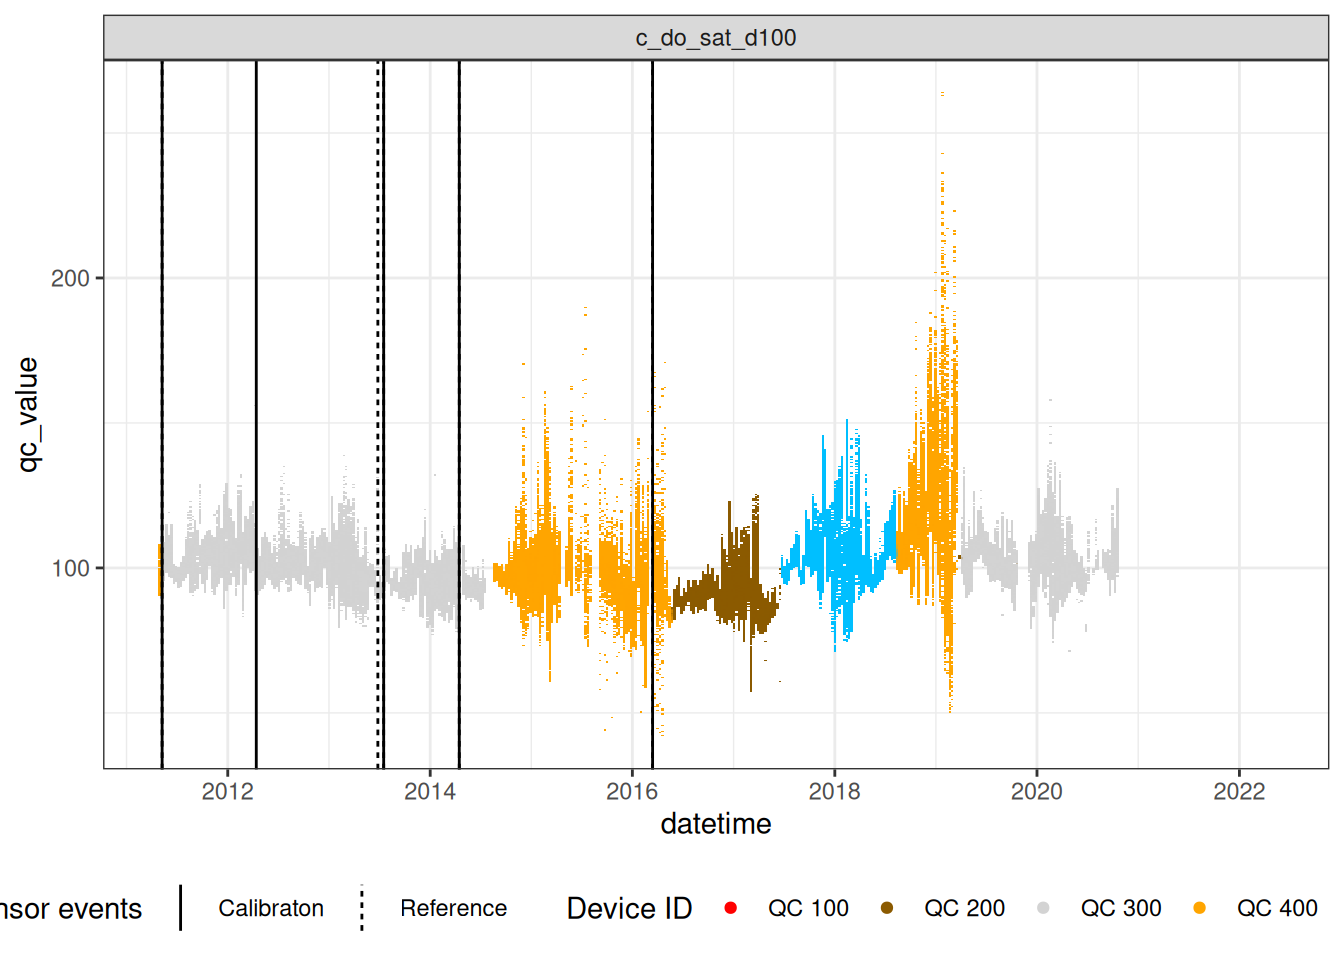 c_do_sat_d100
qc_value
200
100
2012 2014 2016 2018 2020 2022
datetime
nsor events Calibraton Reference Device ID QC 100 QC 200 QC 300 QC 400